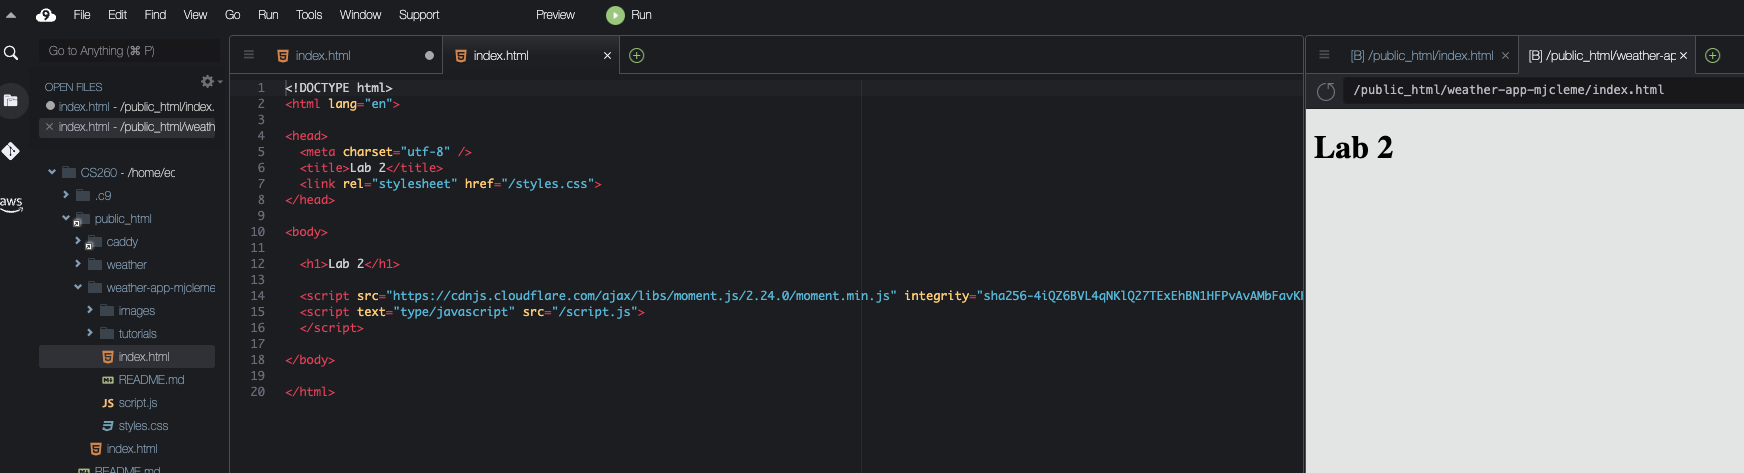 9 File Edit Find View Go Run Tools Window Support Preview Run
Go to Anything (⌘ P)
OPEN FILES
index.html - /public_html/index.
index.html - /public_html/weath
aws
CS260 - /home/ec
.c9
public_html
caddy
weather
weather-app-mjcleme
images
tutorials
index.html
README.md
JS script.js
styles.css
index.html
README.md
index.html index.html
1 <!DOCTYPE html>
2 <html lang="en">
3
4 <head>
5 <meta charset="utf-8" />
6 <title>Lab 2</title>
7 <link rel="stylesheet" href="/styles.css">
8 </head>
9
10 <body>
11
12 <h1>Lab 2</h1>
13
14 <script src="https://cdnjs.cloudflare.com/ajax/libs/moment.js/2.24.0/moment.min.js" integrity="sha256-4iQZ6BVL4qNKlQ27TExEhBN1HFPvAvAMbFavKK
15 <script text="type/javascript" src="/script.js">
16 </script>
17
18 </body>
19
20 </html>
[B] /public_html/index.html [B] /public_html/weather-ap
/public_html/weather-app-mjcleme/index.html
Lab 2